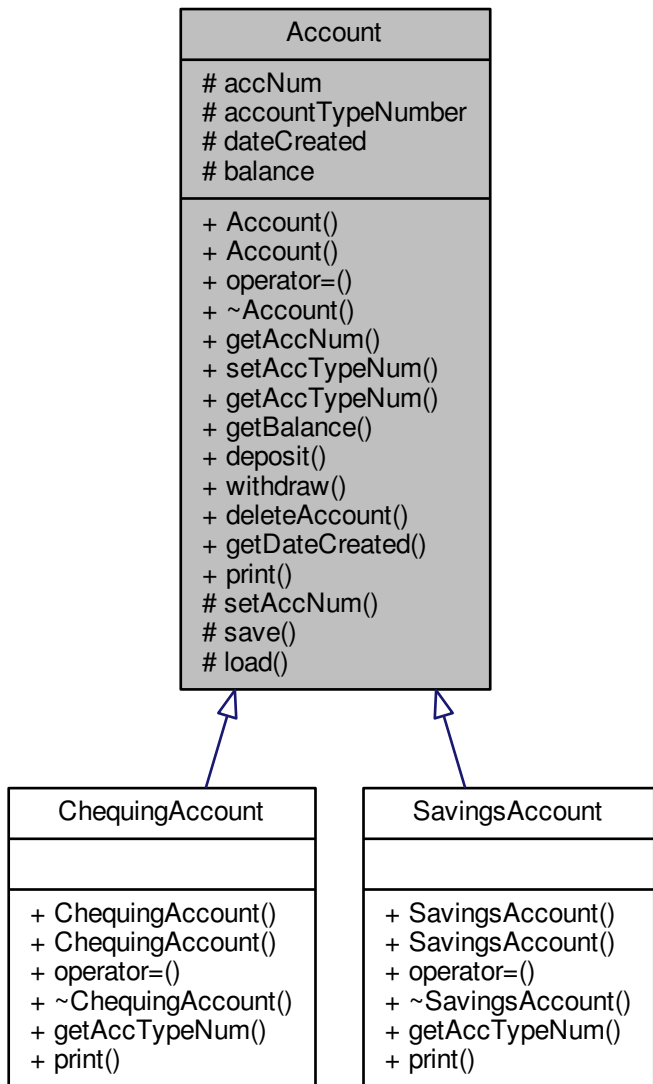 Account
# accNum
# accountTypeNumber
# dateCreated
# balance
+ Account()
+ Account()
+ operator=()
+ ~Account()
+ getAccNum()
+ setAccTypeNum()
+ getAccTypeNum()
+ getBalance()
+ deposit()
+ withdraw()
+ deleteAccount()
+ getDateCreated()
+ print()
# setAccNum()
# save()
# load()
ChequingAccount
+ ChequingAccount()
+ ChequingAccount()
+ operator=()
+ ~ChequingAccount()
+ getAccTypeNum()
+ print()
SavingsAccount
+ SavingsAccount()
+ SavingsAccount()
+ operator=()
+ ~SavingsAccount()
+ getAccTypeNum()
+ print()